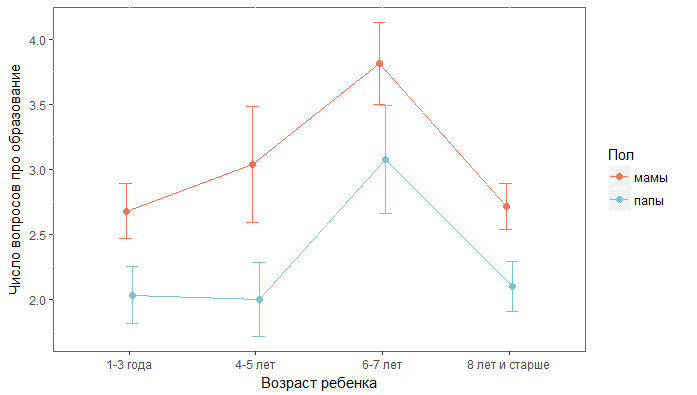 Число вопросов про образование
4.0
3.5
3.0
2.5
2.0
1-3 года
4-5 лет
6-7 лет
8 лет и старше
Возраст ребенка
Пол
мамы
папы